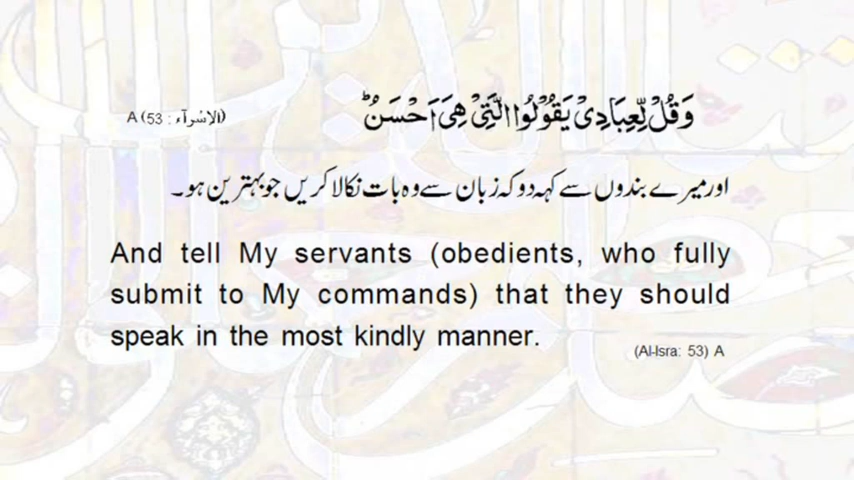 وَقُلْ لِّعِبَادِیْ یَقُوْلُوا الَّتِیْ هِیَ اَحْسَنُ ؕ
A (53 : الإسْرآء)
اور میرے بندوں سے کہہ دو کہ زبان سے وہ بات نکالا کریں جو بہترین ہو۔
And tell My servants (obedients, who fully
submit to My commands) that they should
speak in the most kindly manner.
(Al-Isra: 53) A